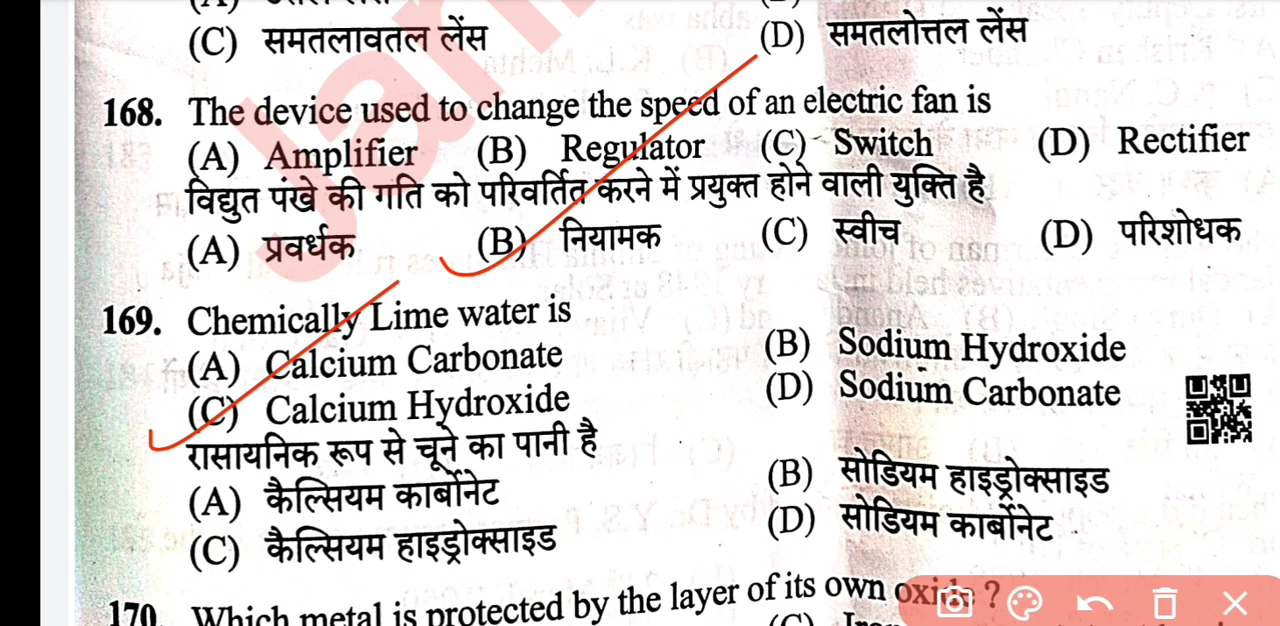 (C) समतलावतल लेंस (D) समतलोत्तल लेंस
168. The device used to change the speed of an electric fan is
(A) Amplifier (B) Regulator (C) Switch (D) Rectifier
विद्युत पंखे की गति को परिवर्तित करने में प्रयुक्त होने वाली युक्ति है
(A) प्रवर्धक (B) नियामक (C) स्वीच (D) परिशोधक
169. Chemically Lime water is
(A) Calcium Carbonate (B) Sodium Hydroxide
(C) Calcium Hydroxide (D) Sodium Carbonate
रासायनिक रूप से चूने का पानी है
(A) कैल्सियम कार्बोनेट (B) सोडियम हाइड्रोक्साइड
(C) कैल्सियम हाइड्रोक्साइड (D) सोडियम कार्बोनेट
170. Which metal is protected by the layer of its own oxide ?
(C)